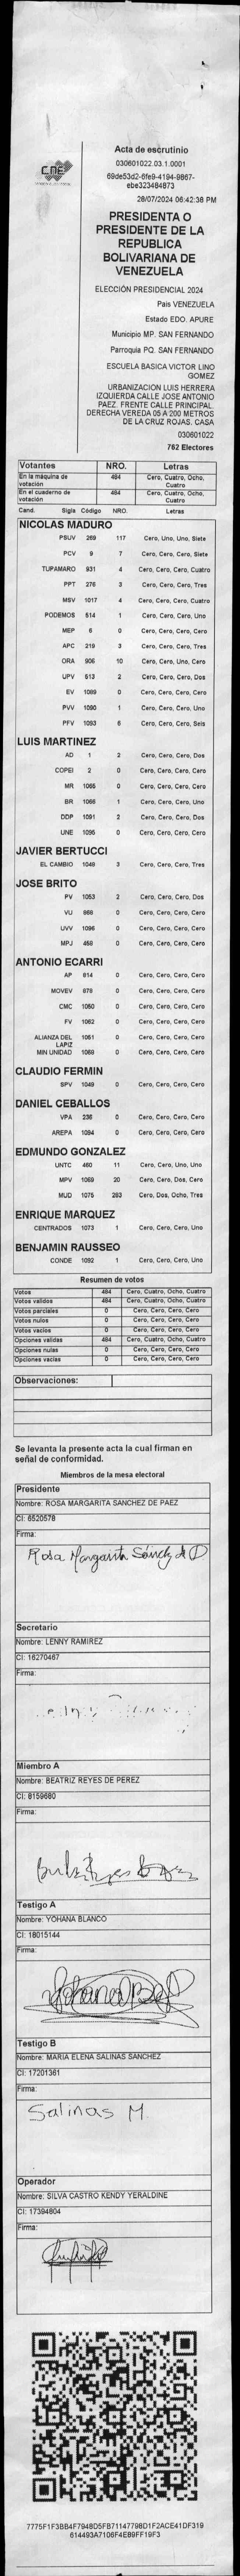 CNE
Acta de escrutinio
030601022.03.1.0001
69de53d2-6fe9-4194-9867-
ebe323484873
28/07/2024 06:42:38 PM
PRESIDENTA O
PRESIDENTE DE LA
REPUBLICA
BOLIVARIANA DE
VENEZUELA
ELECCIÓN PRESIDENCIAL 2024
Pais VENEZUELA
Estado EDO. APURE
Municipio MP. SAN FERNANDO
Parroquia PQ. SAN FERNANDO
ESCUELA BASICA VICTOR LINO
GOMEZ
URBANIZACION LUIS HERRERA
IZQUIERDA CALLE JOSE ANTONIO
PAEZ. FRENTE CALLE PRINCIPAL
DERECHA VEREDA 05 A 200 METROS
DE LA CRUZ ROJAS. CASA
030601022
762 Electores
Votantes NRO. Letras
En la máquina de votación 484 Cero, Cuatro, Ocho, Cuatro
En el cuaderno de votación 484 Cero, Cuatro, Ocho, Cuatro
Cand. Sigla Código NRO. Letras
NICOLAS MADURO
PSUV 269 117 Cero, Uno, Uno, Siete
PCV 9 7 Cero, Cero, Cero, Siete
TUPAMARO 931 4 Cero, Cero, Cero, Cuatro
PPT 276 3 Cero, Cero, Cero, Tres
MSV 1017 4 Cero, Cero, Cero, Cuatro
PODEMOS 514 1 Cero, Cero, Cero, Uno
MEP 6 0 Cero, Cero, Cero, Cero
APC 219 3 Cero, Cero, Cero, Tres
ORA 906 10 Cero, Cero, Uno, Cero
UPV 513 2 Cero, Cero, Cero, Dos
EV 1089 0 Cero, Cero, Cero, Cero
PVV 1090 1 Cero, Cero, Cero, Uno
PFV 1093 6 Cero, Cero, Cero, Seis
LUIS MARTINEZ
AD 1 2 Cero, Cero, Cero, Dos
COPEI 2 0 Cero, Cero, Cero, Cero
MR 1065 0 Cero, Cero, Cero, Cero
BR 1066 1 Cero, Cero, Cero, Uno
DDP 1091 2 Cero, Cero, Cero, Dos
UNE 1095 0 Cero, Cero, Cero, Cero
JAVIER BERTUCCI
EL CAMBIO 1049 3 Cero, Cero, Cero, Tres
JOSE BRITO
PV 1053 2 Cero, Cero, Cero, Dos
VU 868 0 Cero, Cero, Cero, Cero
UVV 1096 0 Cero, Cero, Cero, Cero
MPJ 458 0 Cero, Cero, Cero, Cero
ANTONIO ECARRI
AP 814 0 Cero, Cero, Cero, Cero
MOVEV 878 0 Cero, Cero, Cero, Cero
CMC 1050 0 Cero, Cero, Cero, Cero
FV 1062 0 Cero, Cero, Cero, Cero
ALIANZA DEL LAPIZ 1051 0 Cero, Cero, Cero, Cero
MIN UNIDAD 1069 0 Cero, Cero, Cero, Cero
CLAUDIO FERMIN
SPV 1049 0 Cero, Cero, Cero, Cero
DANIEL CEBALLOS
VPA 236 0 Cero, Cero, Cero, Cero
AREPA 1094 0 Cero, Cero, Cero, Cero
EDMUNDO GONZALEZ
UNTC 460 11 Cero, Cero, Uno, Uno
MPV 1069 20 Cero, Cero, Dos, Cero
MUD 1075 283 Cero, Dos, Ocho, Tres
ENRIQUE MARQUEZ
CENTRADOS 1073 1 Cero, Cero, Cero, Uno
BENJAMIN RAUSSEO
CONDE 1092 1 Cero, Cero, Cero, Uno
Resumen de votos
Votos 484 Cero, Cuatro, Ocho, Cuatro
Votos validos 484 Cero, Cuatro, Ocho, Cuatro
Votos parciales 0 Cero, Cero, Cero, Cero
Votos nulos 0 Cero, Cero, Cero, Cero
Votos vacios 0 Cero, Cero, Cero, Cero
Opciones validas 484 Cero, Cuatro, Ocho, Cuatro
Opciones nulas 0 Cero, Cero, Cero, Cero
Opciones vacias 0 Cero, Cero, Cero, Cero
Observaciones:
Se levanta la presente acta la cual firman en
señal de conformidad.
Miembros de la mesa electoral
Presidente
Nombre: ROSA MARGARITA SANCHEZ DE PAEZ
CI: 6520578
Firma:
Rosa Margarita Sánchez de P
Secretario
Nombre: LENNY RAMIREZ
CI: 16270467
Firma:
Miembro A
Nombre: BEATRIZ REYES DE PEREZ
CI: 8159680
Firma:
Testigo A
Nombre: YOHANA BLANCO
CI: 18015144
Firma:
Testigo B
Nombre: MARIA ELENA SALINAS SANCHEZ
CI: 17201361
Firma:
Salinas M
Operador
Nombre: SILVA CASTRO KENDY YERALDINE
CI: 17394804
Firma:
7775F1F3BB4F7948D5FB71147798D1F2ACE41DF319
614493A7106F4EB9FF19F3